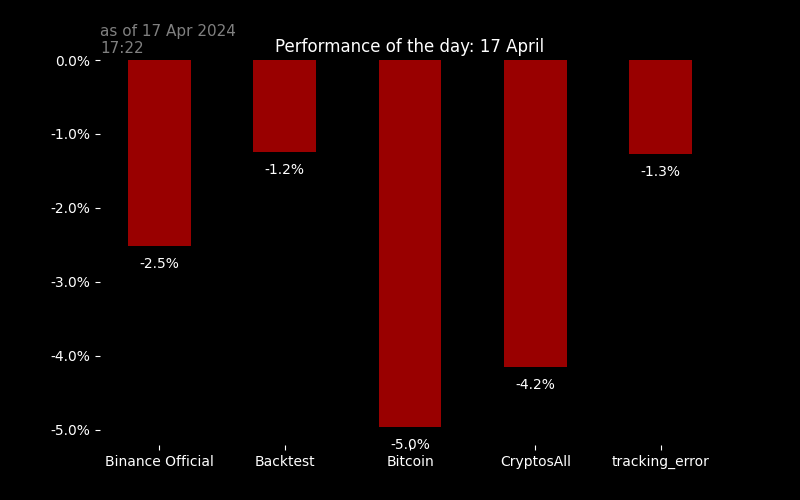 as of 17 Apr 2024
17:22
Performance of the day: 17 April
0.0%
-1.0%
-2.0%
-3.0%
-4.0%
-5.0%
-2.5%
-1.2%
-5.0%
-4.2%
-1.3%
Binance Official
Backtest
Bitcoin
CryptosAll
tracking_error